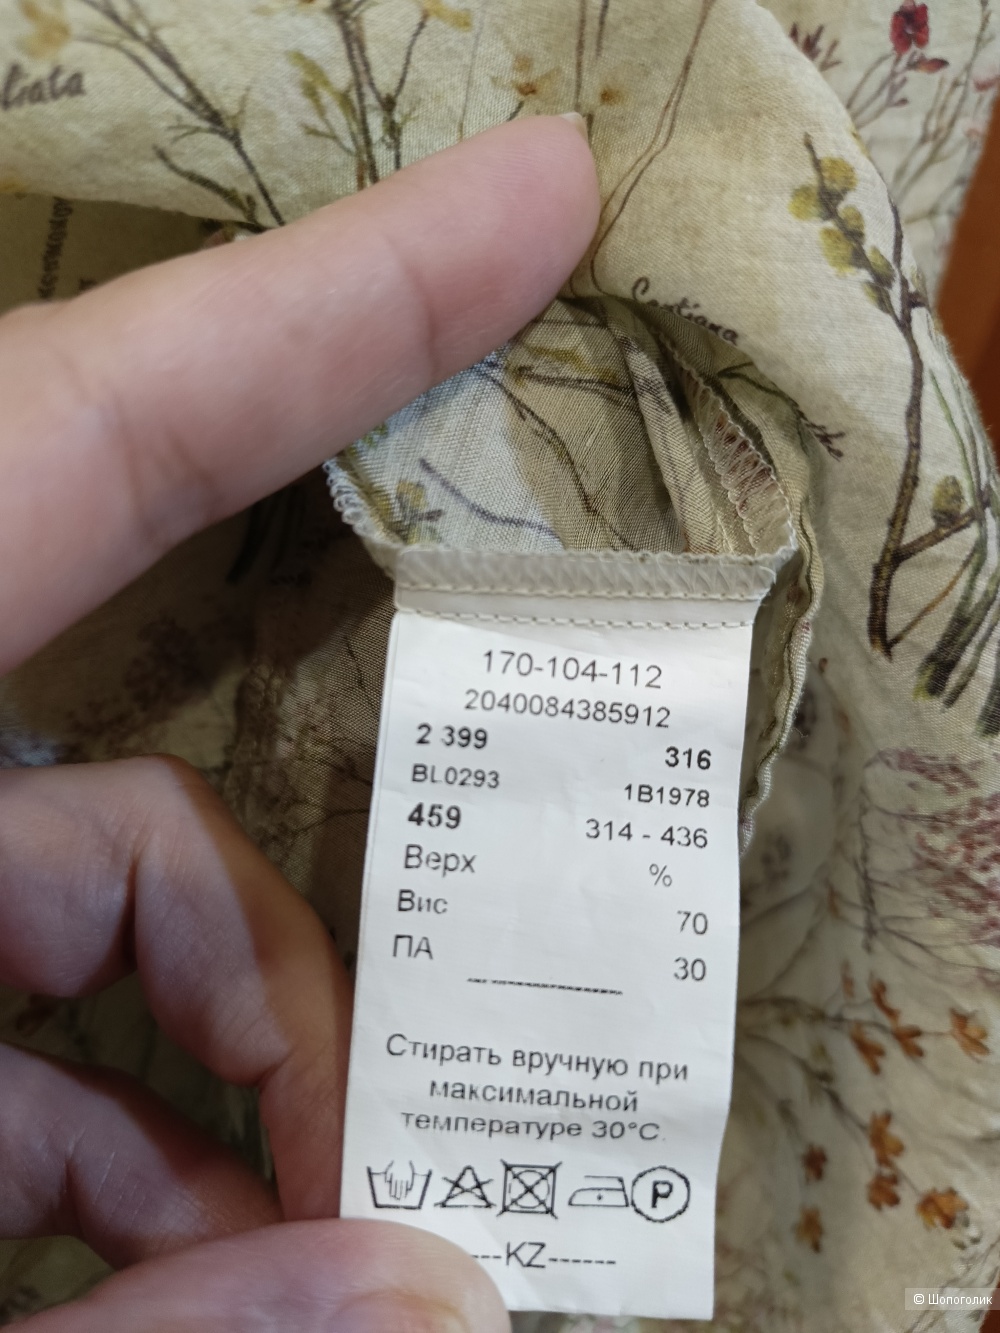 Centiana
170-104-112
2040084385912
2 399 316
BL0293 1B1978
459 314 - 436
Верх %
Вис 70
ПА 30
Стирать вручную при
максимальной
температуре 30°C.
P
---KZ------
© Шопоголик